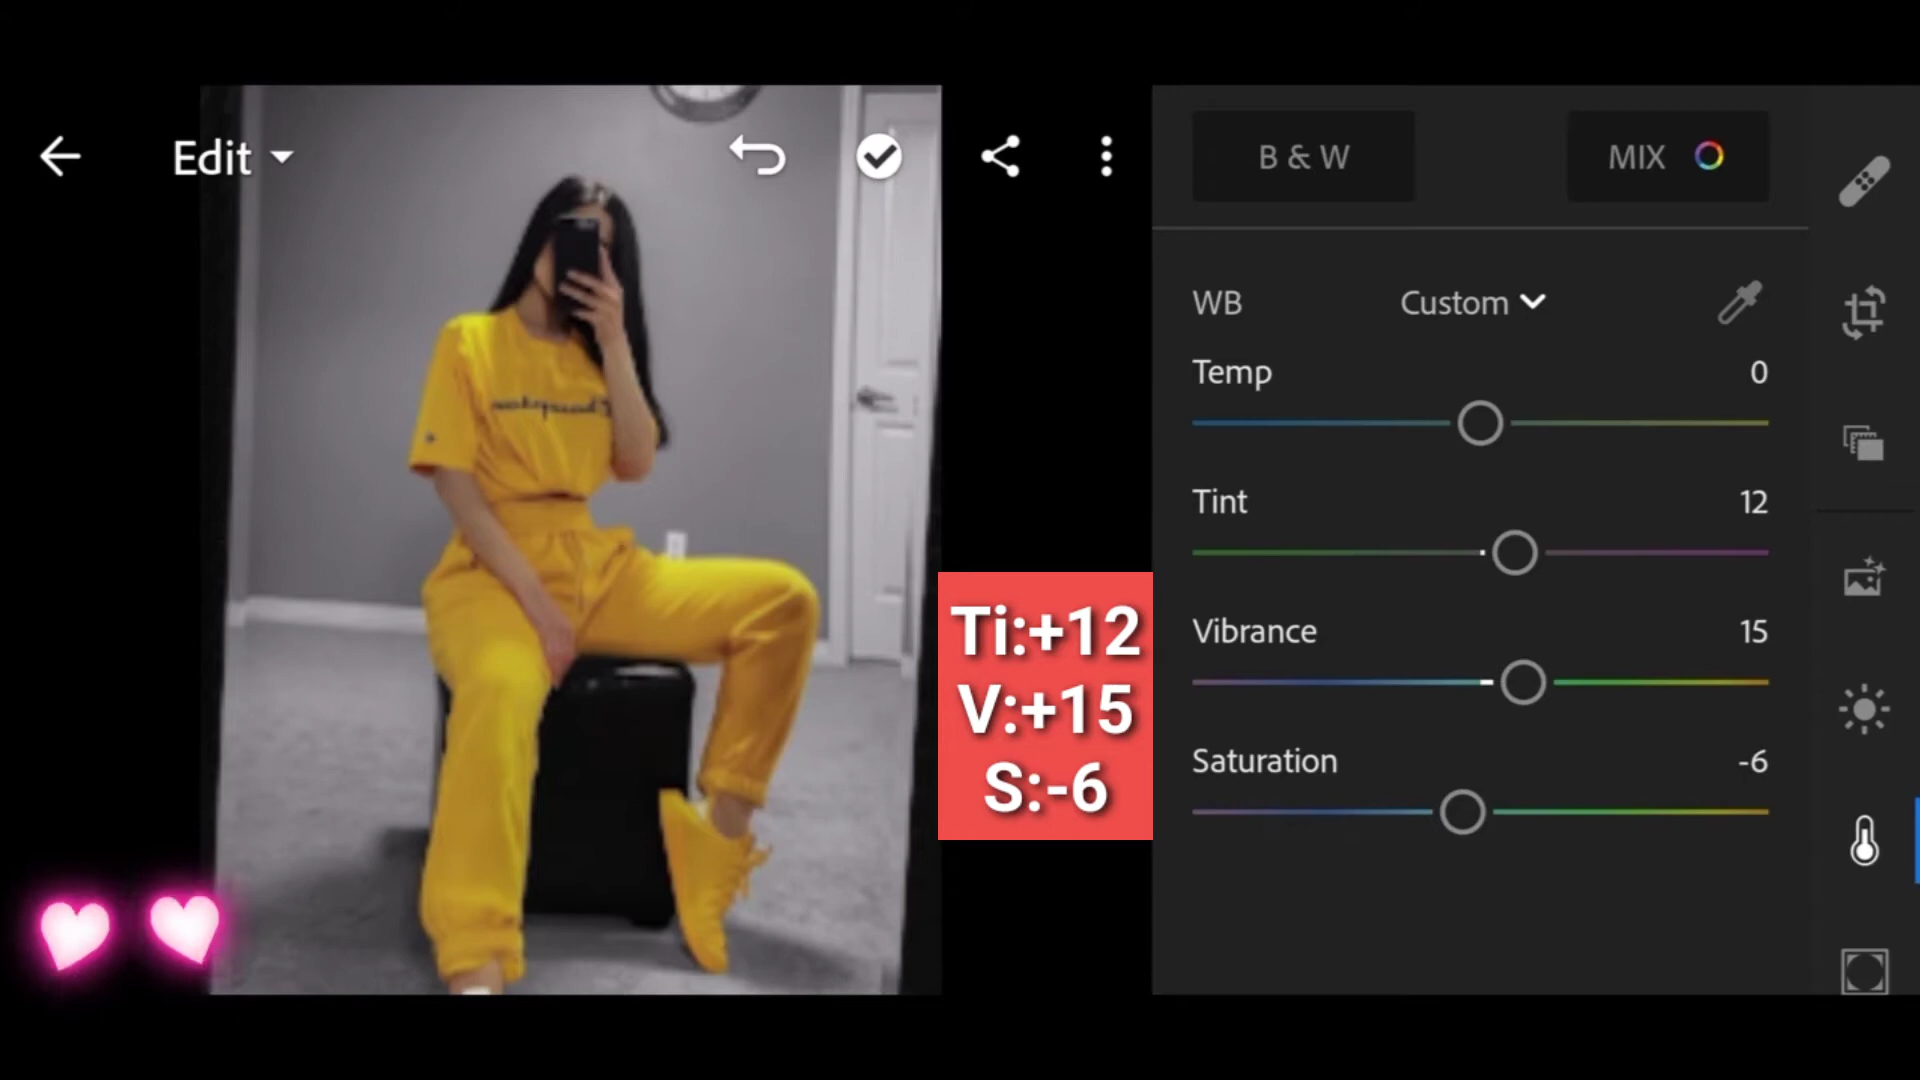 Edit
B & W
MIX
WB
Custom
Temp
0
Tint
12
Vibrance
15
Saturation
-6
Ti:+12
V:+15
S:-6